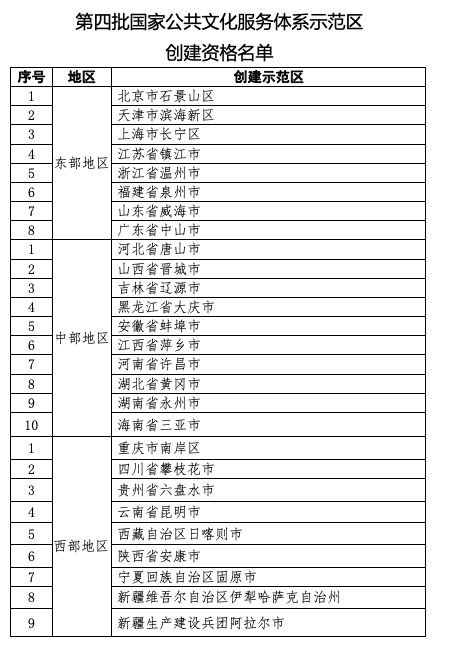 第四批国家公共文化服务体系示范区
创建资格名单
序号 地区 创建示范区
东部地区
1 北京市石景山区
2 天津市滨海新区
3 上海市长宁区
4 江苏省镇江市
5 浙江省温州市
6 福建省泉州市
7 山东省威海市
8 广东省中山市
中部地区
1 河北省唐山市
2 山西省晋城市
3 吉林省辽源市
4 黑龙江省大庆市
5 安徽省蚌埠市
6 江西省萍乡市
7 河南省许昌市
8 湖北省黄冈市
9 湖南省永州市
10 海南省三亚市
西部地区
1 重庆市南岸区
2 四川省攀枝花市
3 贵州省六盘水市
4 云南省昆明市
5 西藏自治区日喀则市
6 陕西省安康市
7 宁夏回族自治区固原市
8 新疆维吾尔自治区伊犁哈萨克自治州
9 新疆生产建设兵团阿拉尔市